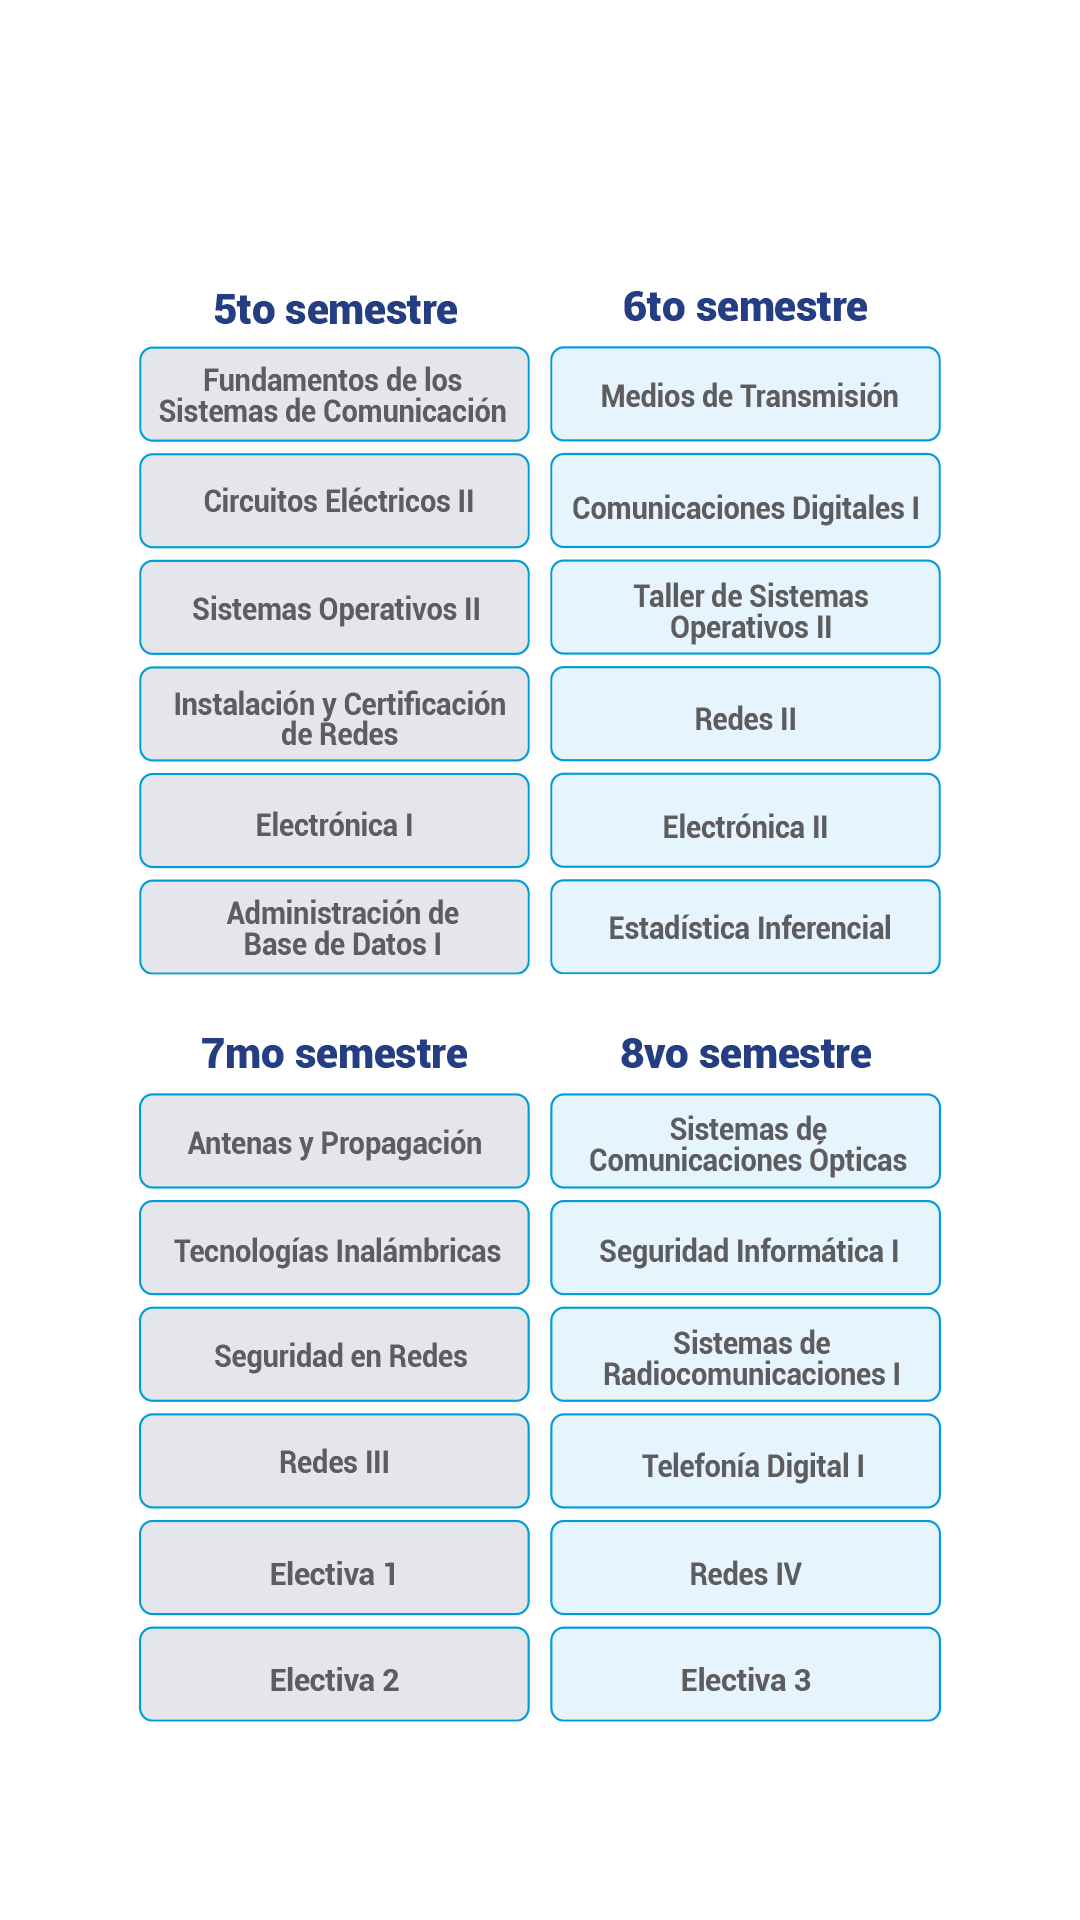 5to semestre
Fundamentos de los
Sistemas de Comunicación
Circuitos Eléctricos II
Sistemas Operativos II
Instalación y Certificación
de Redes
Electrónica I
Administración de
Base de Datos I
6to semestre
Medios de Transmisión
Comunicaciones Digitales I
Taller de Sistemas
Operativos II
Redes II
Electrónica II
Estadística Inferencial
7mo semestre
Antenas y Propagación
Tecnologías Inalámbricas
Seguridad en Redes
Redes III
Electiva 1
Electiva 2
8vo semestre
Sistemas de
Comunicaciones Ópticas
Seguridad Informática I
Sistemas de
Radiocomunicaciones I
Telefonía Digital I
Redes IV
Electiva 3